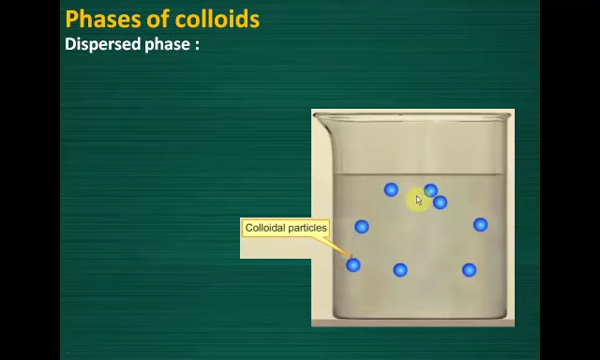 Phases of colloids
Dispersed phase :
Colloidal particles